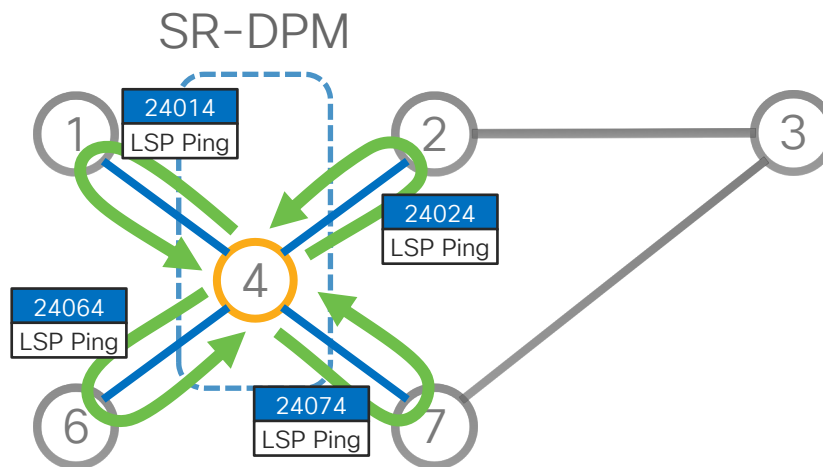 SR-DPM
24014
LSP Ping
1
2
3
24024
LSP Ping
4
24064
LSP Ping
24074
LSP Ping
6
7